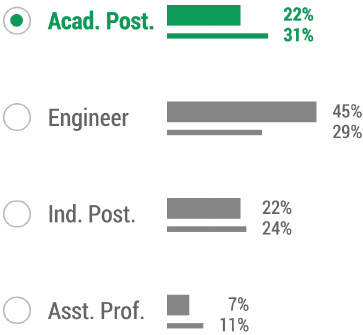 Acad. Post. 22%
31%
Engineer 45%
29%
Ind. Post. 22%
24%
Asst. Prof. 7%
11%